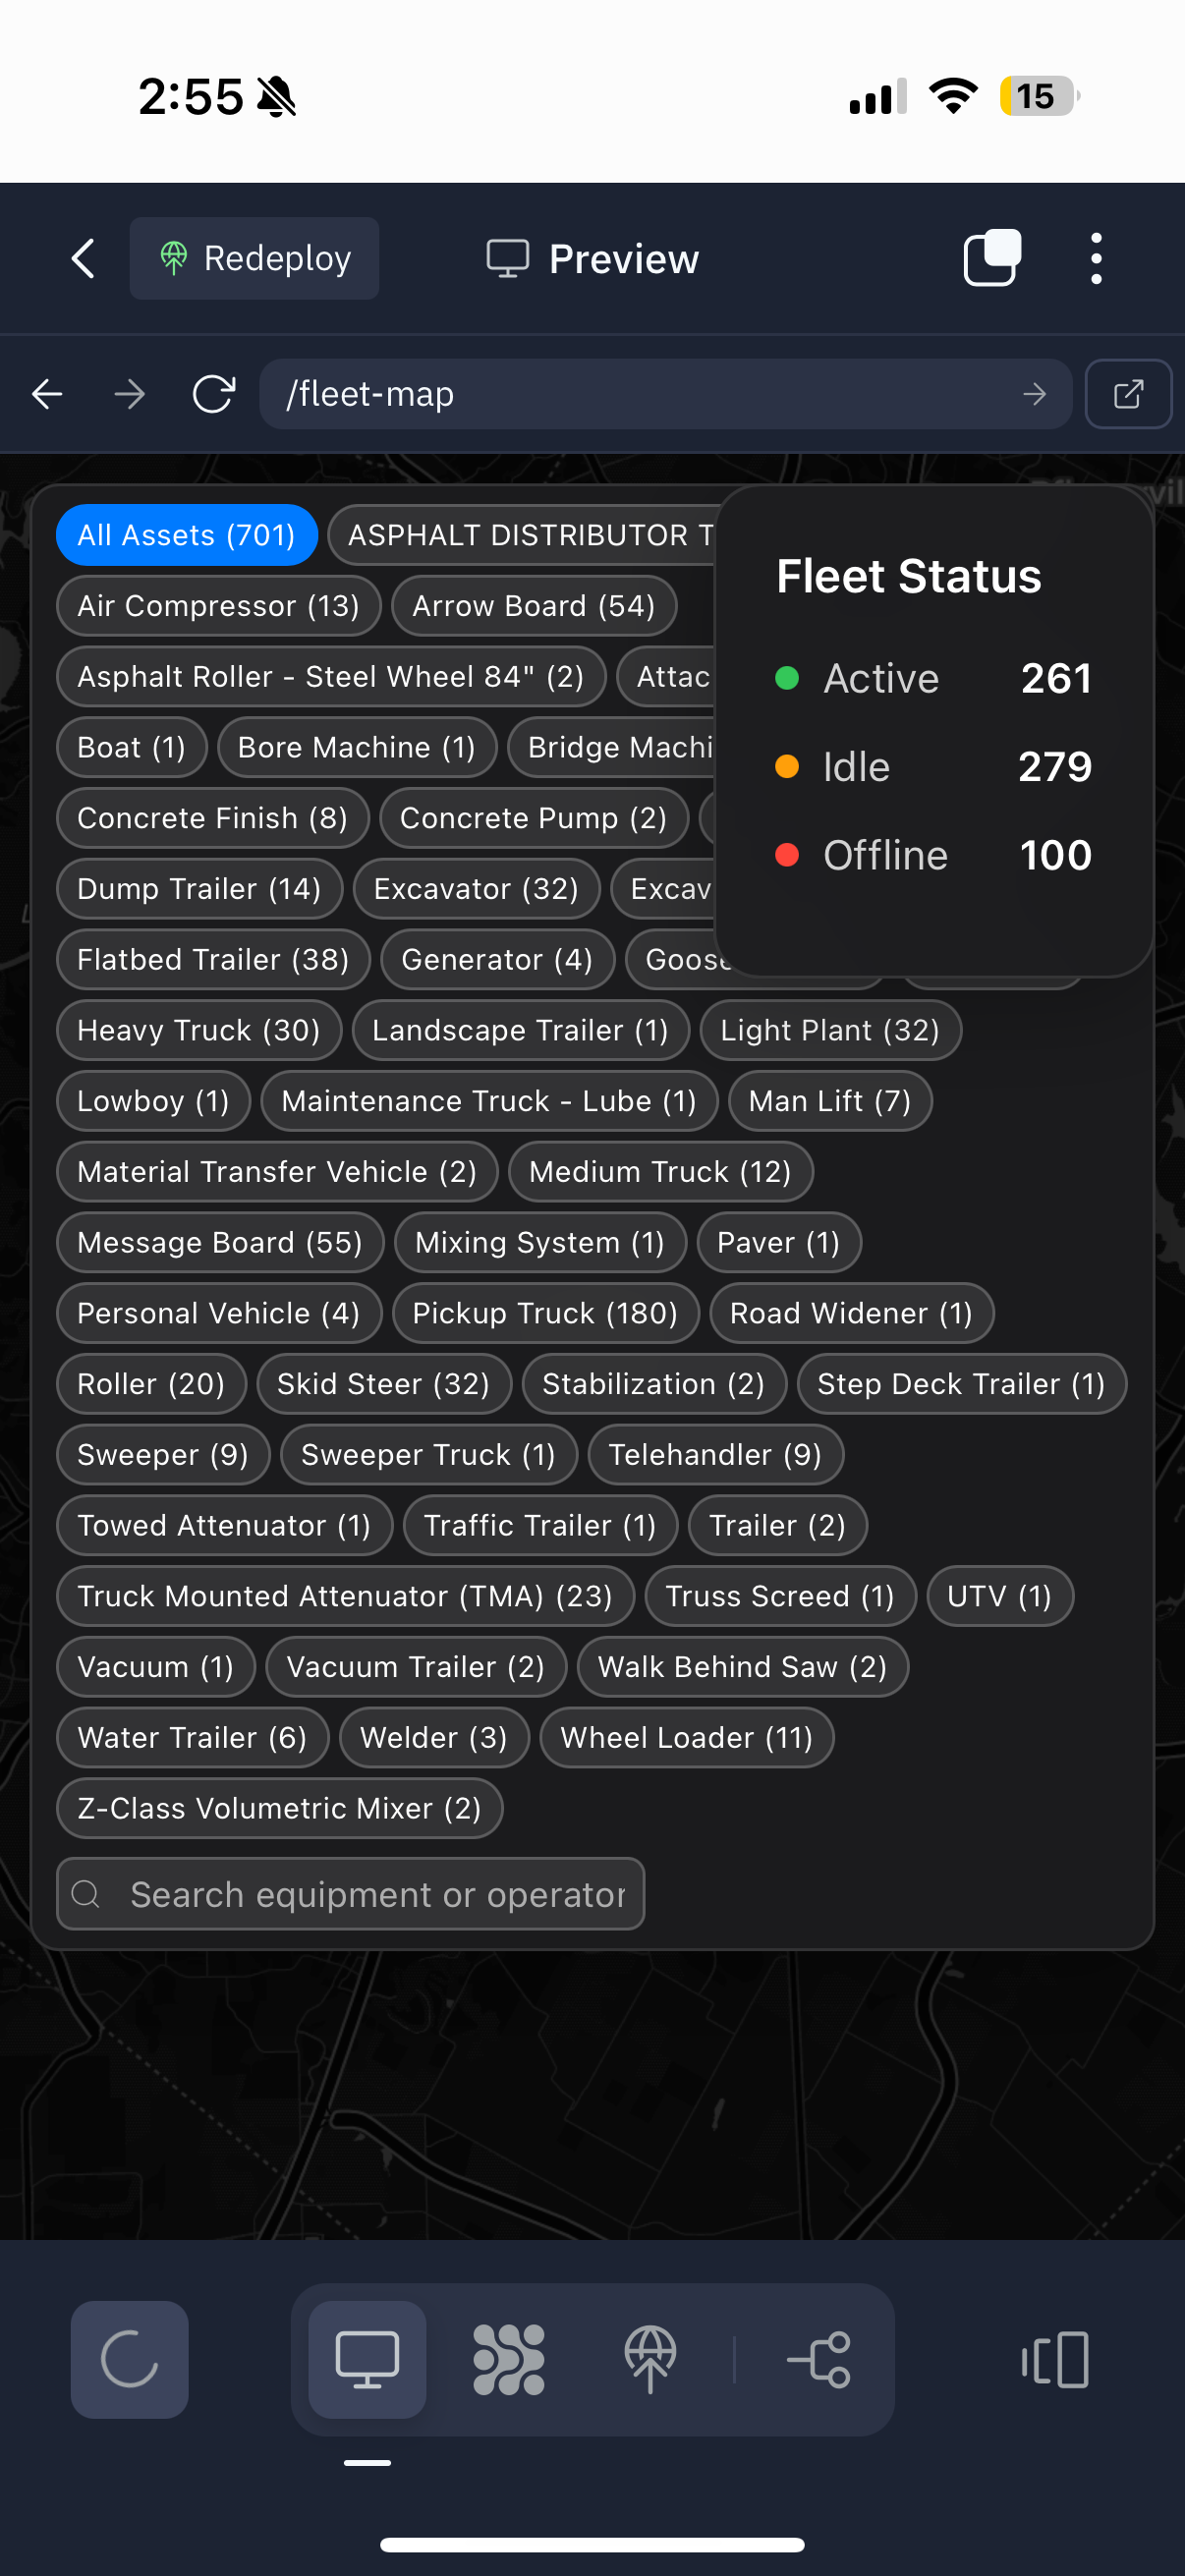 2:55
15
Redeploy
Preview
/fleet-map
All Assets (701) ASPHALT DISTRIBUTOR
Air Compressor (13) Arrow Board (54)
Asphalt Roller - Steel Wheel 84" (2)
Boat (1) Bore Machine (1) Bridge
Concrete Finish (8) Concrete Pump (2)
Dump Trailer (14) Excavator (32)
Flatbed Trailer (38) Generator (4)
Fleet Status
Active 261
Idle 279
Offline 100
Heavy Truck (30) Landscape Trailer (1) Light Plant (32)
Lowboy (1) Maintenance Truck - Lube (1) Man Lift (7)
Material Transfer Vehicle (2) Medium Truck (12)
Message Board (55) Mixing System (1) Paver (1)
Personal Vehicle (4) Pickup Truck (180) Road Widener (1)
Roller (20) Skid Steer (32) Stabilization (2) Step Deck Trailer (1)
Sweeper (9) Sweeper Truck (1) Telehandler (9)
Towed Attenuator (1) Traffic Trailer (1) Trailer (2)
Truck Mounted Attenuator (TMA) (23) Truss Screed (1) UTV (1)
Vacuum (1) Vacuum Trailer (2) Walk Behind Saw (2)
Water Trailer (6) Welder (3) Wheel Loader (11)
Z-Class Volumetric Mixer (2)
Search equipment or operator